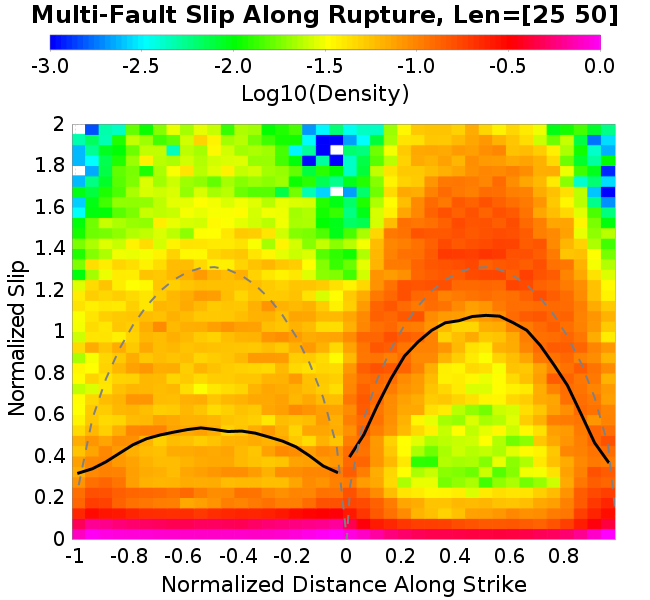 Multi-Fault Slip Along Rupture, Len=[25 50]
-3.0 -2.5 -2.0 -1.5 -1.0 -0.5 0.0
Log10(Density)
Normalized Slip
2
1.8
1.6
1.4
1.2
1
0.8
0.6
0.4
0.2
0
-1 -0.8 -0.6 -0.4 -0.2 0 0.2 0.4 0.6 0.8
Normalized Distance Along Strike